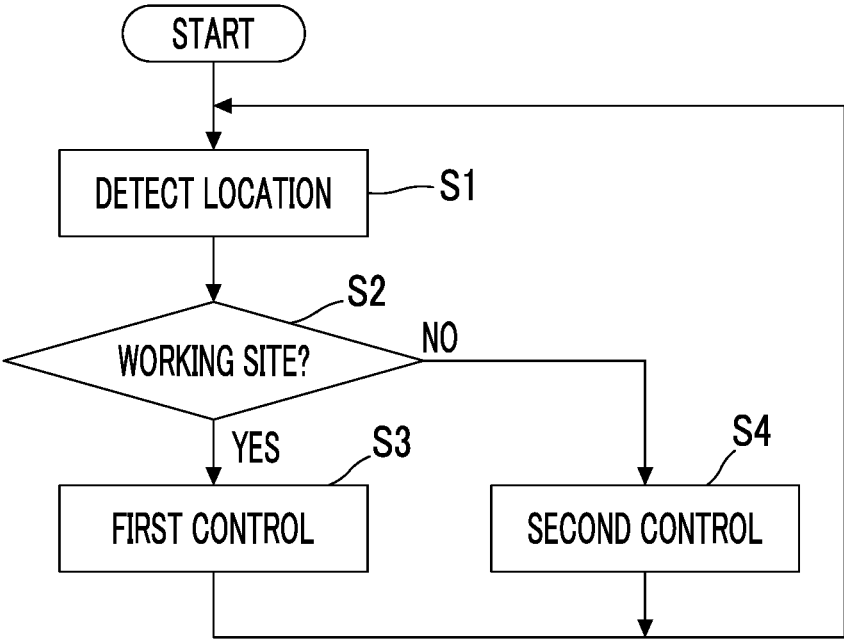 START
DETECT LOCATION
S1
S2
WORKING SITE?
NO
YES
S3
S4
FIRST CONTROL
SECOND CONTROL